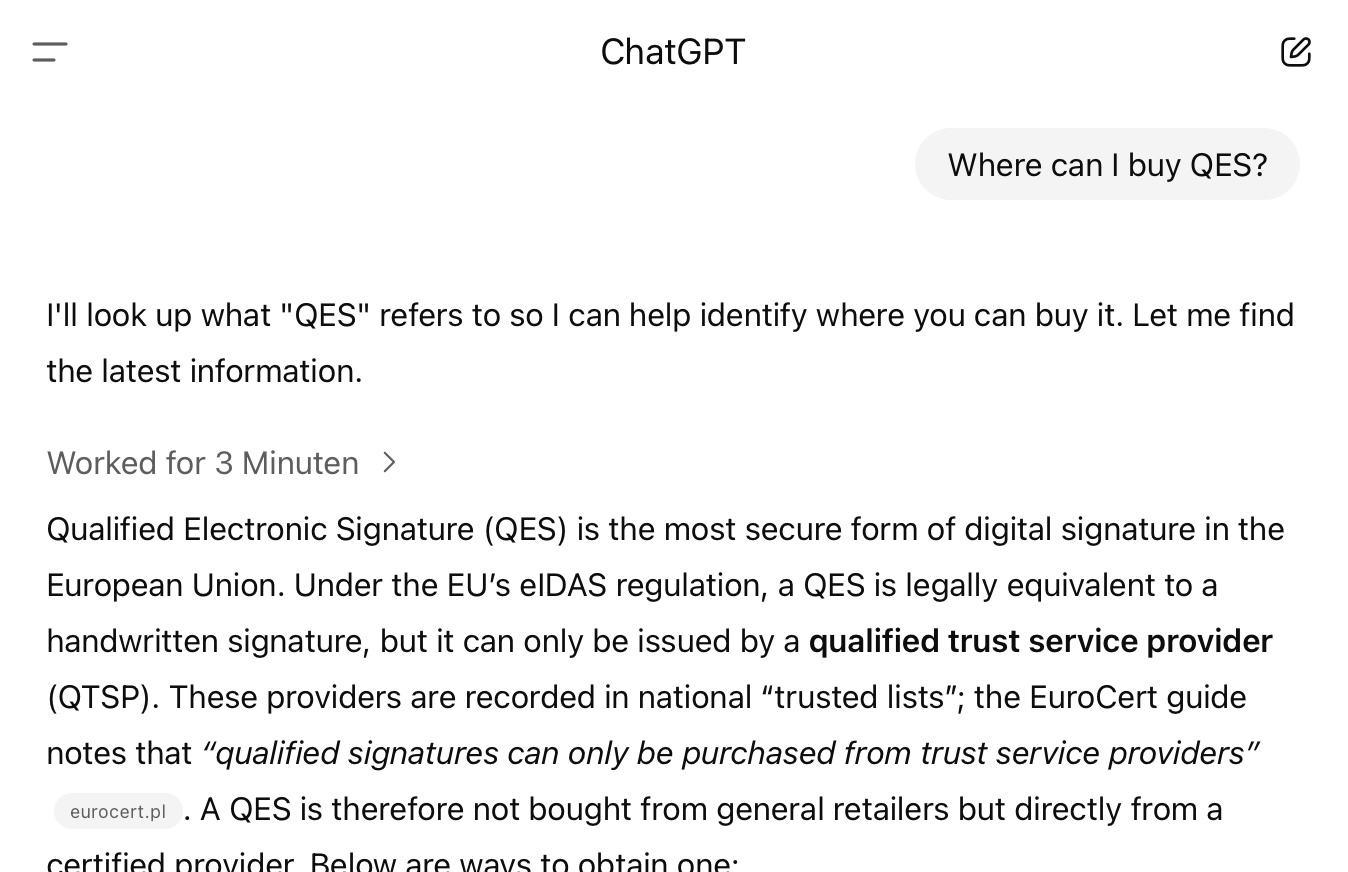 ChatGPT
Where can I buy QES?
I'll look up what "QES" refers to so I can help identify where you can buy it. Let me find
the latest information.
Worked for 3 Minuten
Qualified Electronic Signature (QES) is the most secure form of digital signature in the
European Union. Under the EU’s eIDAS regulation, a QES is legally equivalent to a
handwritten signature, but it can only be issued by a qualified trust service provider
(QTSP). These providers are recorded in national “trusted lists”; the EuroCert guide
notes that “qualified signatures can only be purchased from trust service providers”
eurocert.pl. A QES is therefore not bought from general retailers but directly from a
certified provider. Below are ways to obtain one: